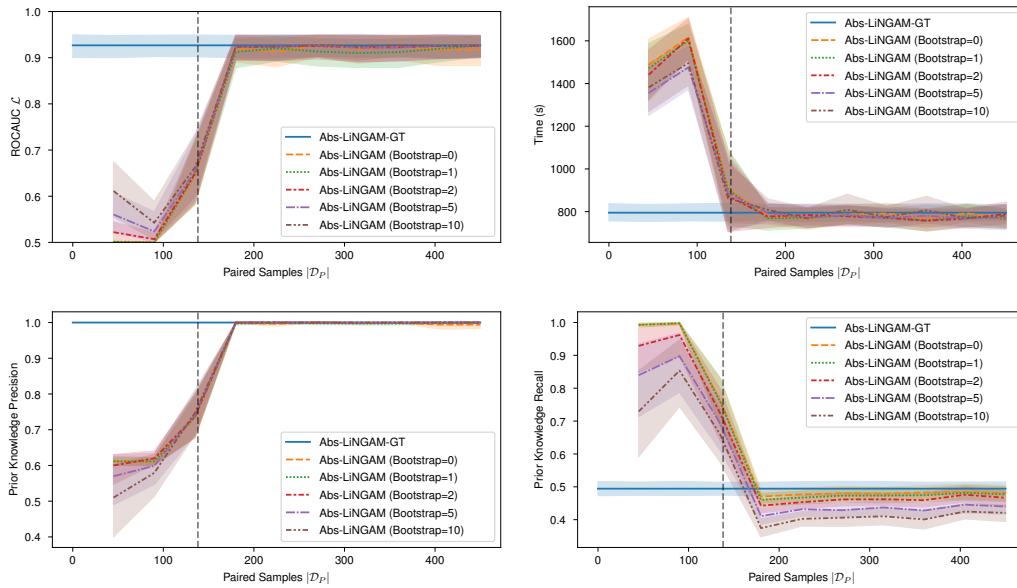 0.5
0.6
0.7
0.8
0.9
1.0
ROCAUC ℒ
0
100
200
300
400
Paired Samples |𝒟_P|
Abs-LiNGAM-GT
Abs-LiNGAM (Bootstrap=0)
Abs-LiNGAM (Bootstrap=1)
Abs-LiNGAM (Bootstrap=2)
Abs-LiNGAM (Bootstrap=5)
Abs-LiNGAM (Bootstrap=10)
800
1000
1200
1400
1600
Time (s)
0
100
200
300
400
Paired Samples |𝒟_P|
Abs-LiNGAM-GT
Abs-LiNGAM (Bootstrap=0)
Abs-LiNGAM (Bootstrap=1)
Abs-LiNGAM (Bootstrap=2)
Abs-LiNGAM (Bootstrap=5)
Abs-LiNGAM (Bootstrap=10)
0.4
0.5
0.6
0.7
0.8
0.9
1.0
Prior Knowledge Precision
0
100
200
300
400
Paired Samples |𝒟_P|
Abs-LiNGAM-GT
Abs-LiNGAM (Bootstrap=0)
Abs-LiNGAM (Bootstrap=1)
Abs-LiNGAM (Bootstrap=2)
Abs-LiNGAM (Bootstrap=5)
Abs-LiNGAM (Bootstrap=10)
0.4
0.5
0.6
0.7
0.8
0.9
1.0
Prior Knowledge Recall
0
100
200
300
400
Paired Samples |𝒟_P|
Abs-LiNGAM-GT
Abs-LiNGAM (Bootstrap=0)
Abs-LiNGAM (Bootstrap=1)
Abs-LiNGAM (Bootstrap=2)
Abs-LiNGAM (Bootstrap=5)
Abs-LiNGAM (Bootstrap=10)